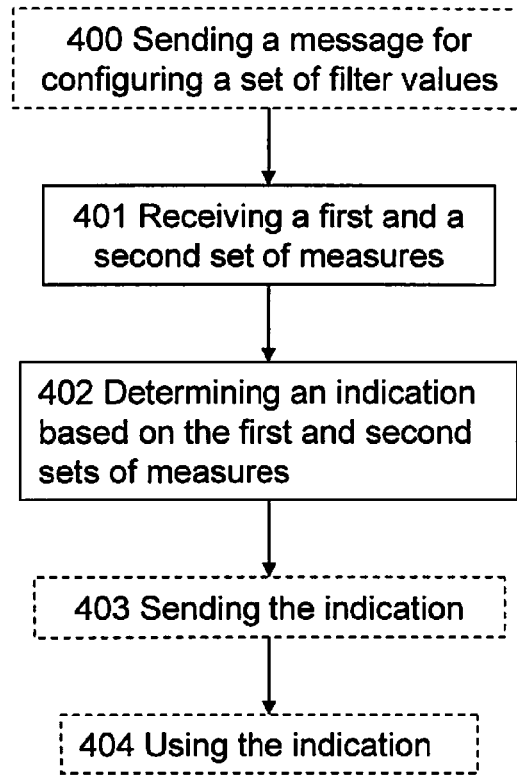 400 Sending a message for
configuring a set of filter values
401 Receiving a first and a
second set of measures
402 Determining an indication
based on the first and second
sets of measures
403 Sending the indication
404 Using the indication